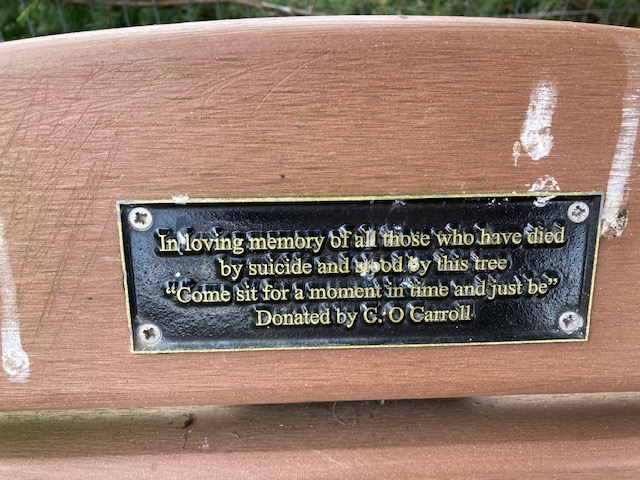 In loving memory of all those who have died
by suicide and stood by this tree
“Come sit for a moment in time and just be”
Donated by C. O Carroll